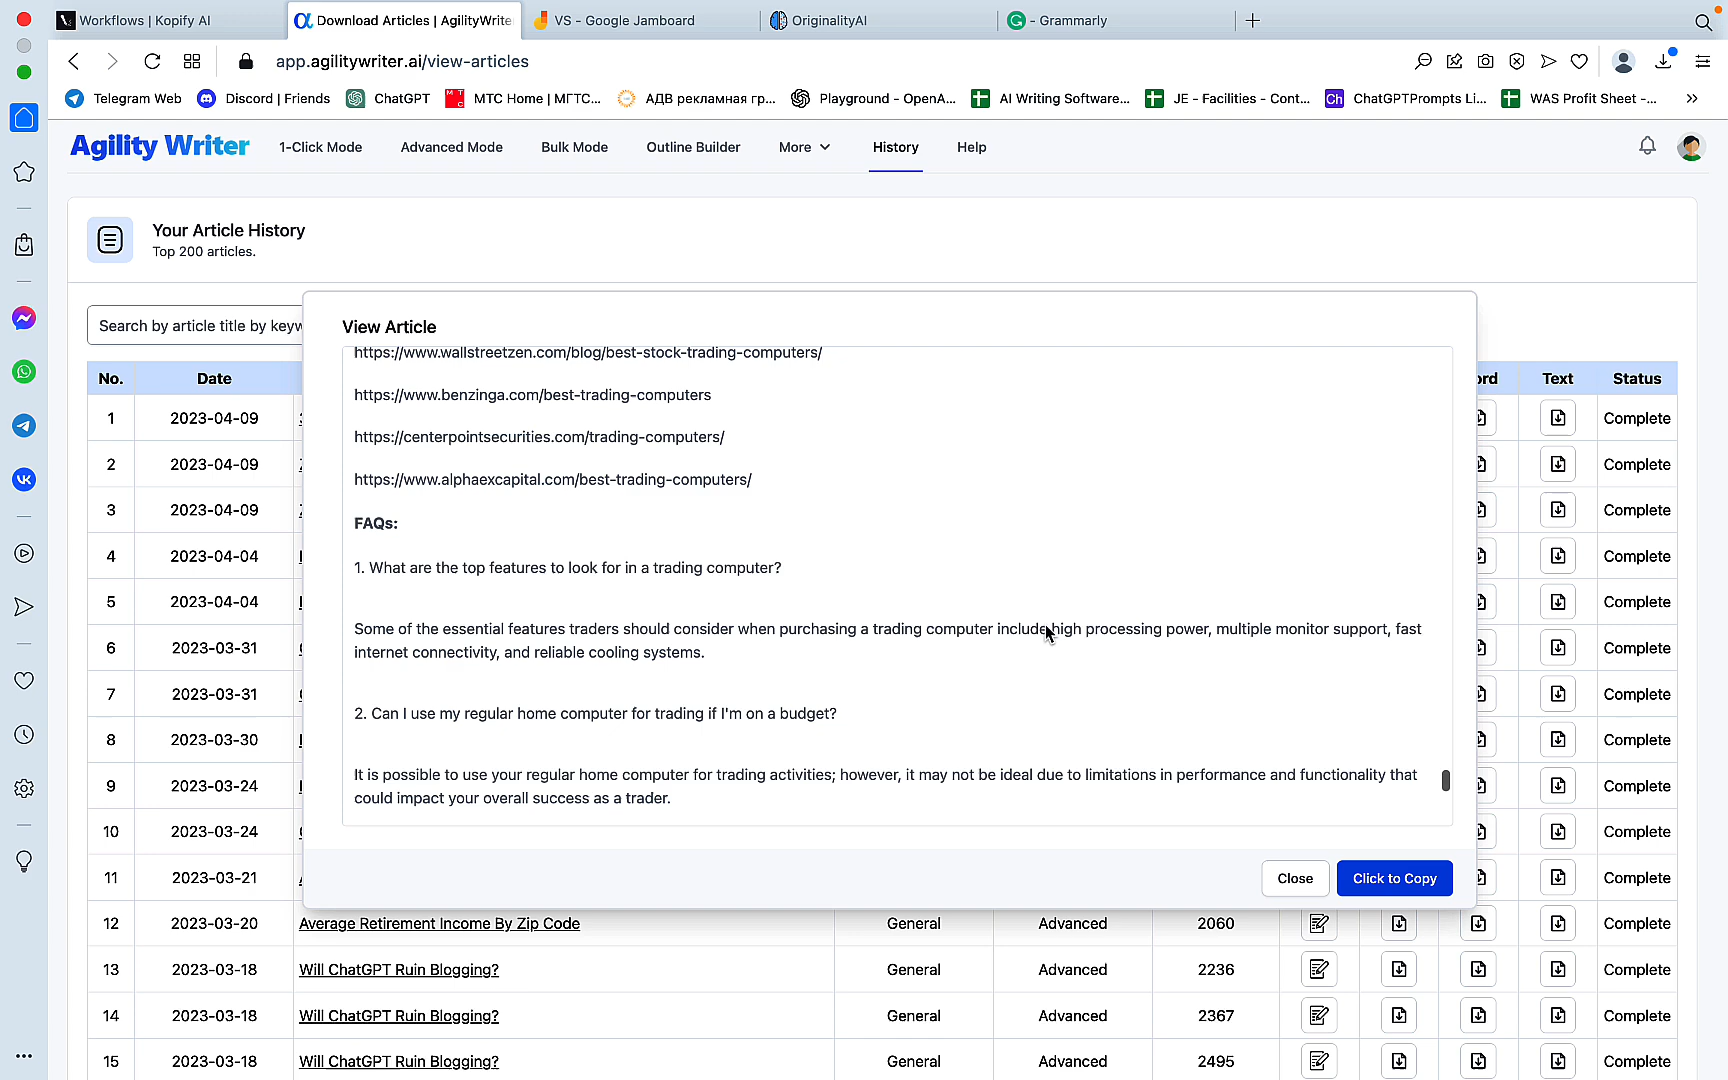 Workflows | Kopify AI
Download Articles | AgilityWrite
VS - Google Jamboard
OriginalityAI
- Grammarly
app.agilitywriter.ai/view-articles
Telegram Web
Discord | Friends
ChatGPT
МТС Home | МГТС...
АДВ рекламная гр...
Playground - OpenA...
AI Writing Software...
JE - Facilities - Cont...
Ch
ChatGPTPrompts Li...
WAS Profit Sheet -...
Agility Writer
1-Click Mode
Advanced Mode
Bulk Mode
Outline Builder
More
History
Help
Your Article History
Top 200 articles.
Search by article title by keyw
View Article
https://www.wallstreetzen.com/blog/best-stock-trading-computers/
https://www.benzinga.com/best-trading-computers
https://centerpointsecurities.com/trading-computers/
https://www.alphaexcapital.com/best-trading-computers/
FAQs:
1. What are the top features to look for in a trading computer?
Some of the essential features traders should consider when purchasing a trading computer include high processing power, multiple monitor support, fast
internet connectivity, and reliable cooling systems.
2. Can I use my regular home computer for trading if I'm on a budget?
It is possible to use your regular home computer for trading activities; however, it may not be ideal due to limitations in performance and functionality that
could impact your overall success as a trader.
Close
Click to Copy
No. Date ord Text Status
1 2023-04-09 Complete
2 2023-04-09 Complete
3 2023-04-09 Complete
4 2023-04-04 Complete
5 2023-04-04 Complete
6 2023-03-31 Complete
7 2023-03-31 Complete
8 2023-03-30 Complete
9 2023-03-24 Complete
10 2023-03-24 Complete
11 2023-03-21 Complete
12 2023-03-20 Average Retirement Income By Zip Code General Advanced 2060 Complete
13 2023-03-18 Will ChatGPT Ruin Blogging? General Advanced 2236 Complete
14 2023-03-18 Will ChatGPT Ruin Blogging? General Advanced 2367 Complete
15 2023-03-18 Will ChatGPT Ruin Blogging? General Advanced 2495 Complete